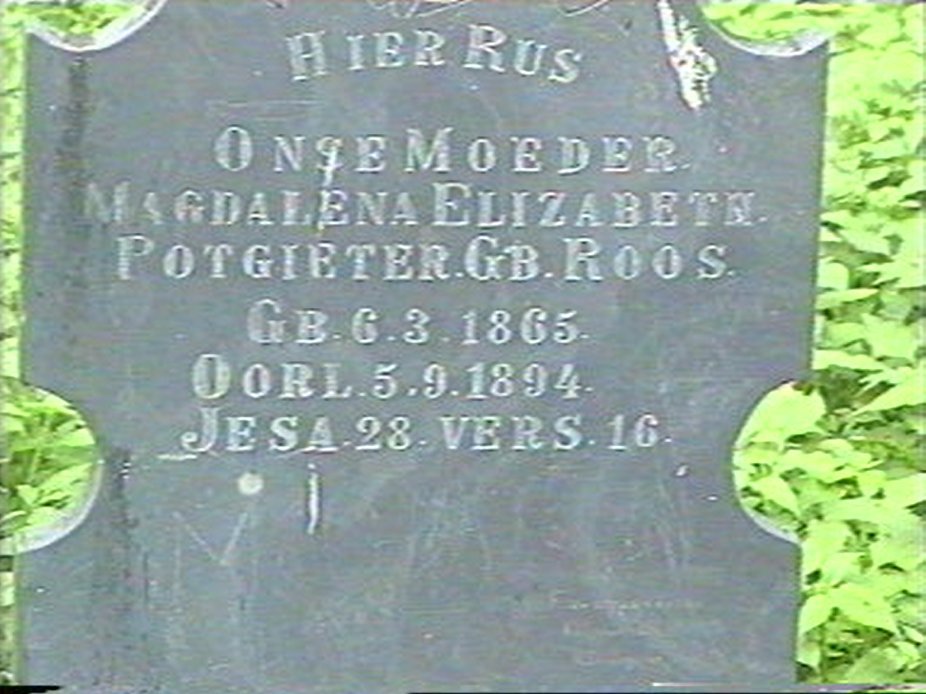 HIER RUS
ONSE MOEDER.
MAGDALENA ELIZABETH.
POTGIETER. GB. ROOS.
GB. 6.3.1865.
OORL. 5.9.1894.
JESA. 28. VERS. 16.